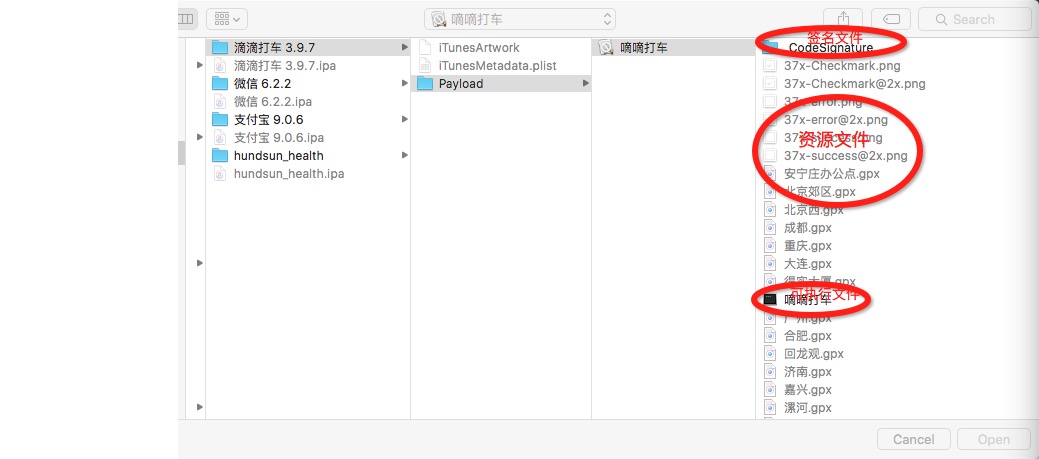 嘀嘀打车
Search
滴滴打车 3.9.7
滴滴打车 3.9.7.ipa
微信 6.2.2
微信 6.2.2.ipa
支付宝 9.0.6
支付宝 9.0.6.ipa
hundsun_health
hundsun_health.ipa
iTunesArtwork
iTunesMetadata.plist
Payload
嘀嘀打车
签名文件
_CodeSignature
37x-Checkmark.png
37x-Checkmark@2x.png
37x-error.png
37x-error@2x.png
37x-success.png
资源文件
37x-success@2x.png
安宁庄办公点.gpx
北京郊区.gpx
北京西.gpx
成都.gpx
重庆.gpx
大连.gpx
得实大厦.gpx
可执行文件
嘀嘀打车
广州.gpx
合肥.gpx
回龙观.gpx
济南.gpx
嘉兴.gpx
漯河.gpx
Cancel
Open